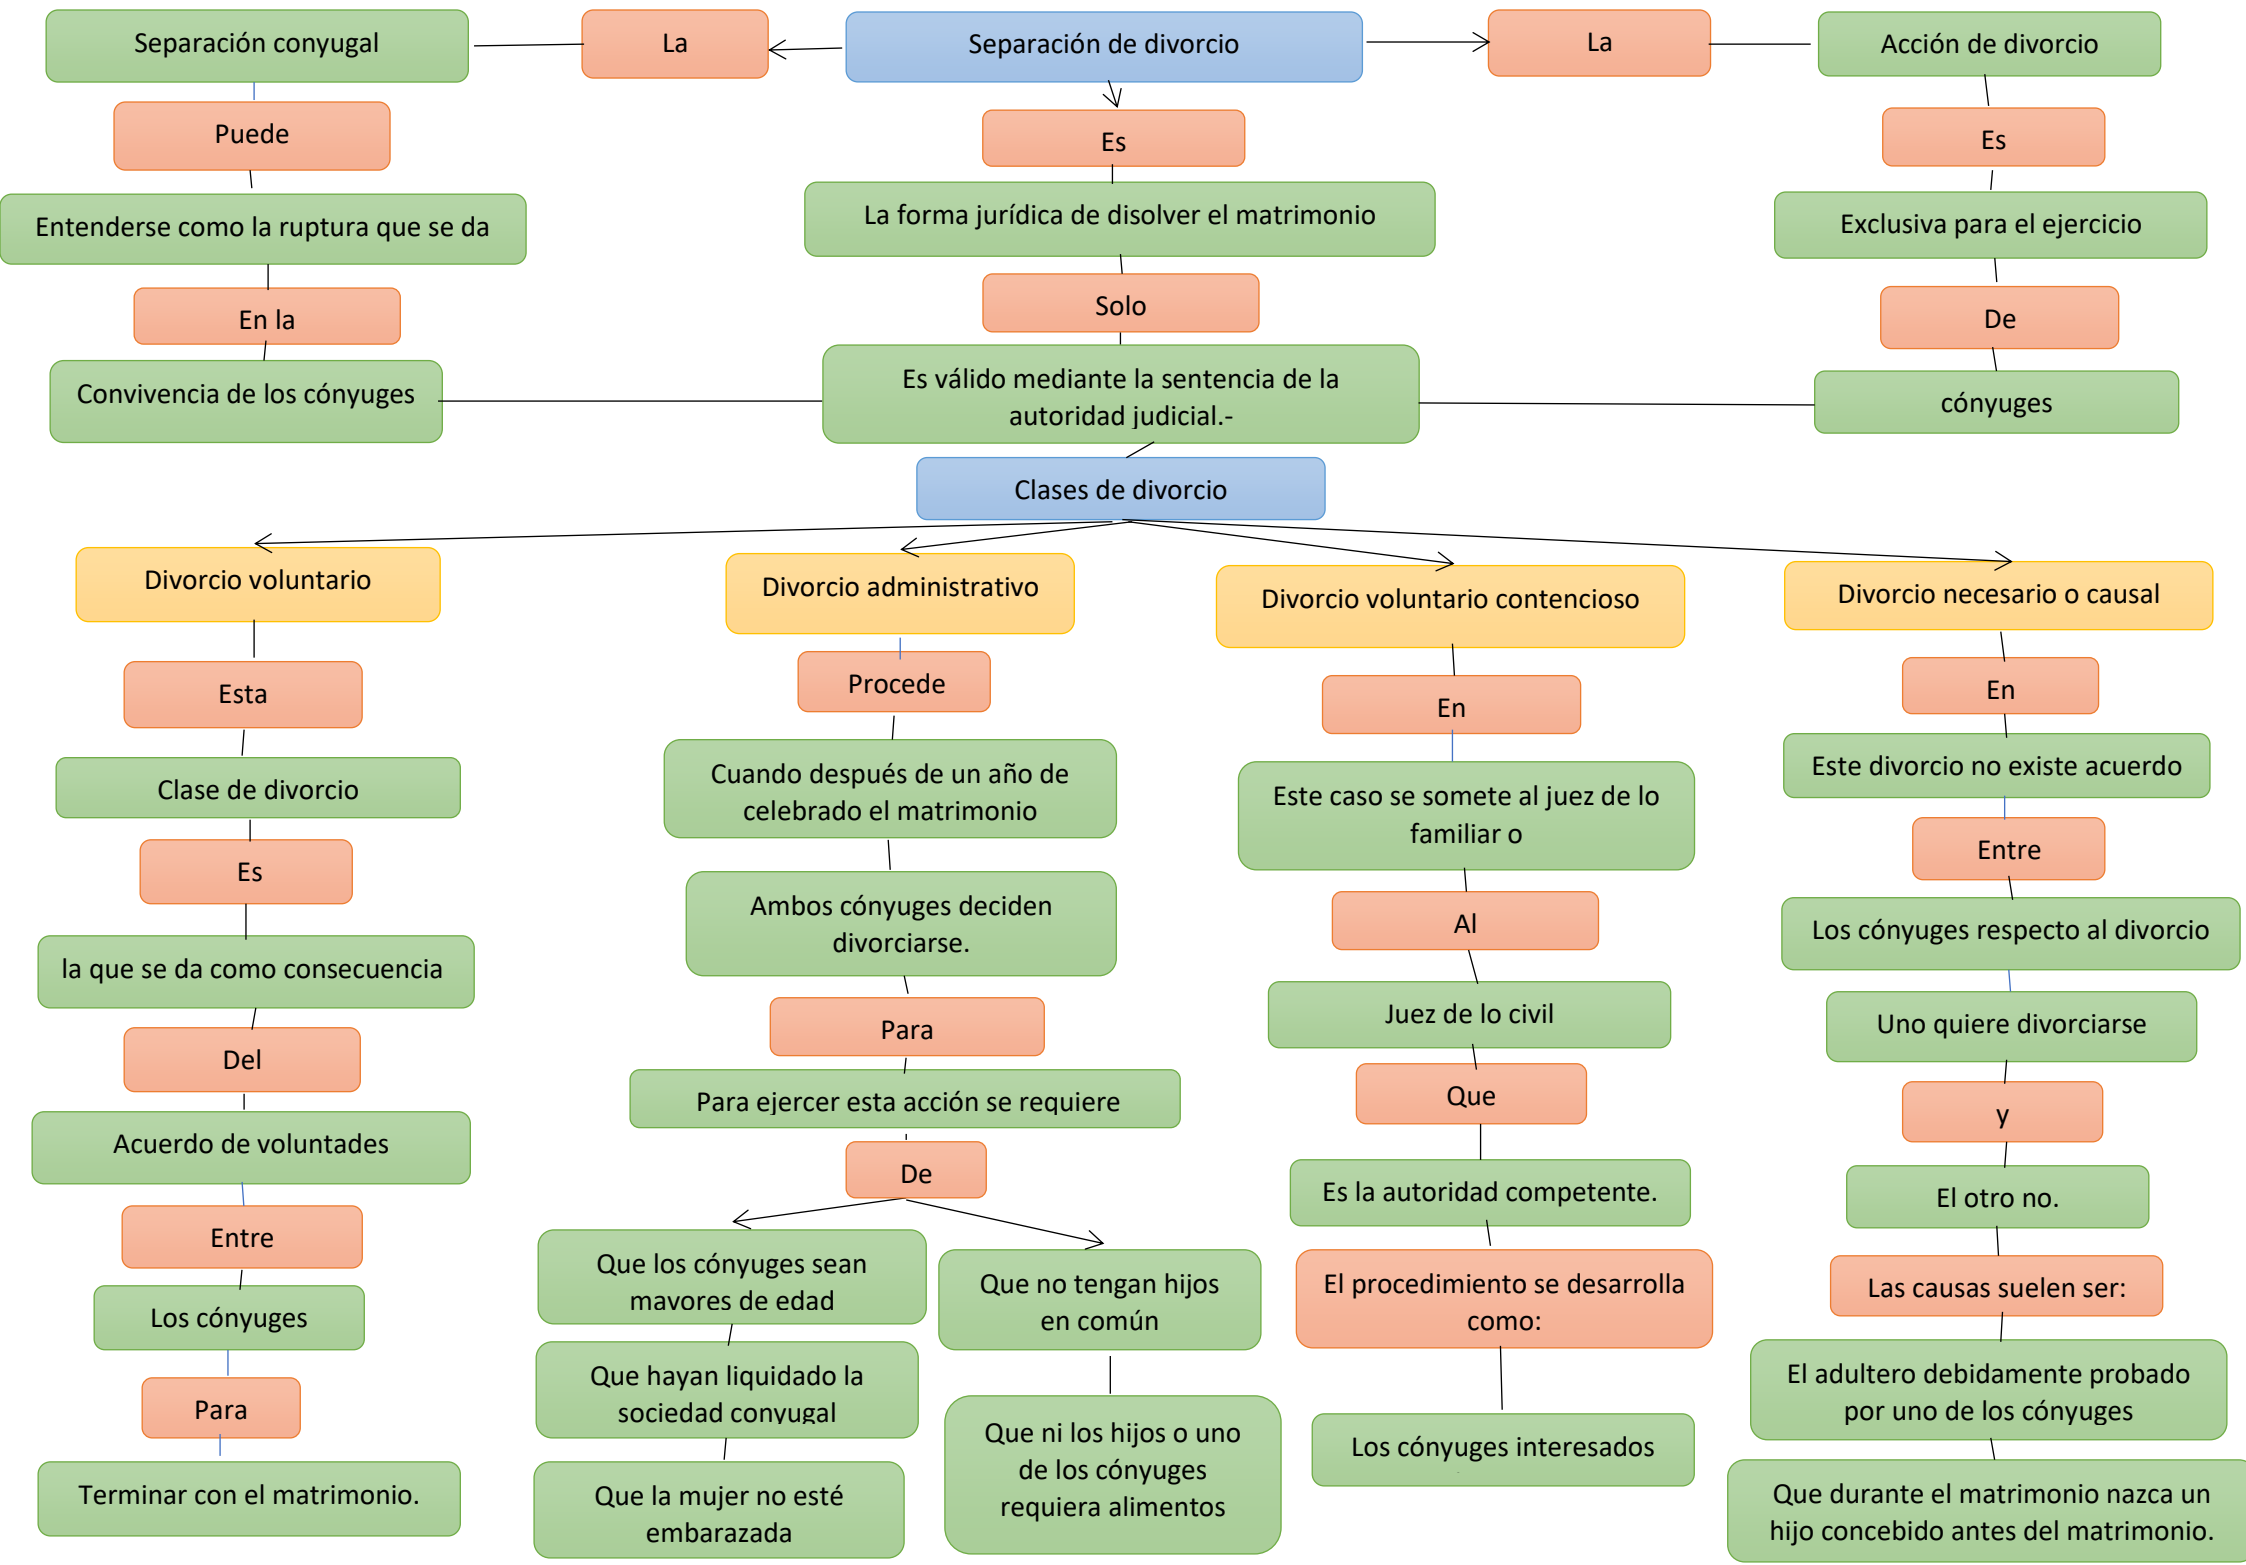 Separación conyugal
La
Separación de divorcio
La
Acción de divorcio
Puede
Es
Es
Entenderse como la ruptura que se da
La forma jurídica de disolver el matrimonio
Exclusiva para el ejercicio
En la
Solo
De
Convivencia de los cónyuges
Es válido mediante la sentencia de la
autoridad judicial.-
cónyuges
Clases de divorcio
Divorcio voluntario
Esta
Clase de divorcio
Es
la que se da como consecuencia
Del
Acuerdo de voluntades
Entre
Los cónyuges
Para
Terminar con el matrimonio.
Divorcio administrativo
Procede
Cuando después de un año de
celebrado el matrimonio
Ambos cónyuges deciden
divorciarse.
Para
Para ejercer esta acción se requiere
De
Que los cónyuges sean
mayores de edad
Que hayan liquidado la
sociedad conyugal
Que la mujer no esté
embarazada
Que no tengan hijos
en común
Que ni los hijos o uno
de los cónyuges
requiera alimentos
Divorcio voluntario contencioso
En
Este caso se somete al juez de lo
familiar o
Al
Juez de lo civil
Que
Es la autoridad competente.
El procedimiento se desarrolla
como:
Los cónyuges interesados
Divorcio necesario o causal
En
Este divorcio no existe acuerdo
Entre
Los cónyuges respecto al divorcio
Uno quiere divorciarse
y
El otro no.
Las causas suelen ser:
El adultero debidamente probado
por uno de los cónyuges
Que durante el matrimonio nazca un
hijo concebido antes del matrimonio.